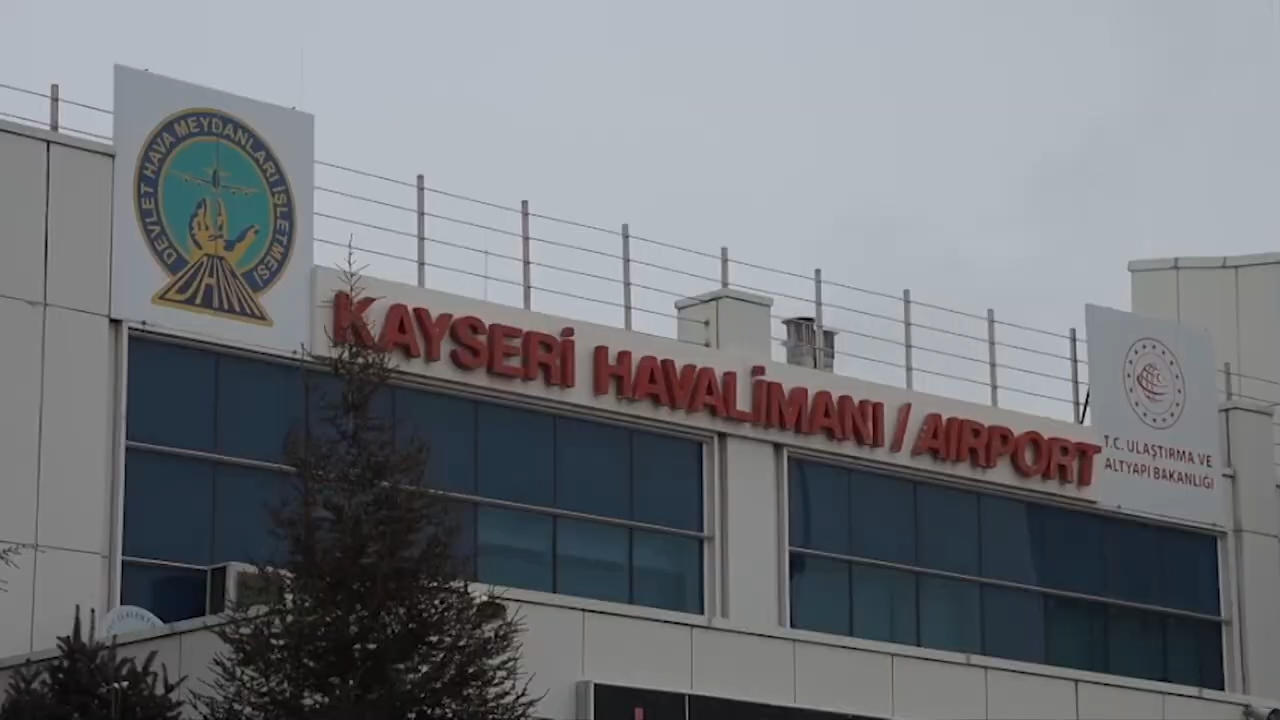 DEVLET HAVA MEYDANLARI İŞLETMESİ
DHMİ
KAYSERİ HAVALİMANI / AIRPORT
T.C. ULAŞTIRMA VE
ALTYAPI BAKANLIĞI